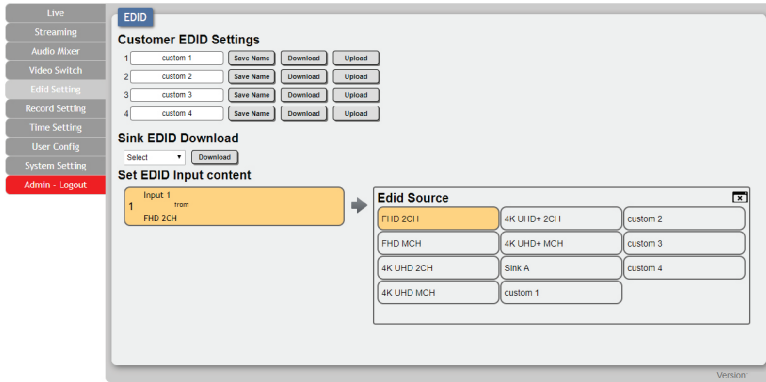 Live
Streaming
Audio Mixer
Video Switch
Edid Setting
Record Setting
Time Setting
User Config
System Setting
Admin - Logout
EDID
Customer EDID Settings
1 custom 1 Save Name Download Upload
2 custom 2 Save Name Download Upload
3 custom 3 Save Name Download Upload
4 custom 4 Save Name Download Upload
Sink EDID Download
Select Download
Set EDID Input content
1 Input 1
from
FHD 2CH
Edid Source
FHD 2CH 4K UHD+ 2CH custom 2
FHD MCH 4K UHD+ MCH custom 3
4K UHD 2CH Sink A custom 4
4K UHD MCH custom 1
Version: